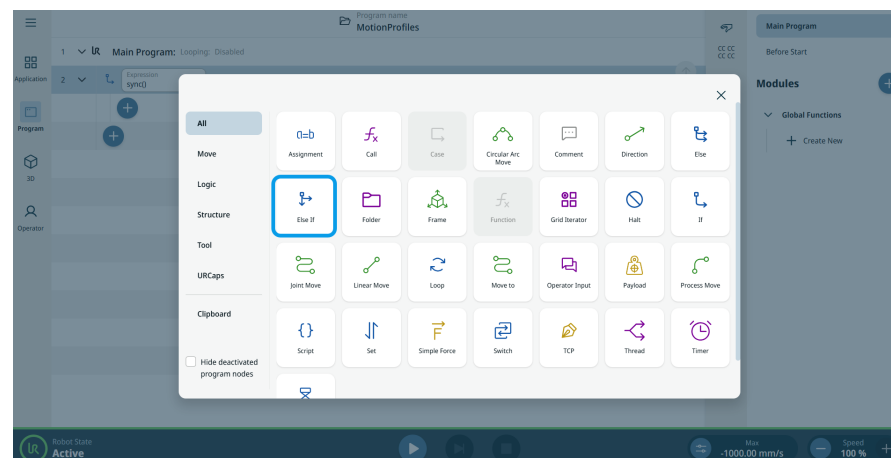 Program name
MotionProfiles
1 Main Program: Looping: Disabled
CC CC
CC CC
Main Program
Before Start
Application
2 Expression
sync()
Modules
Program
3D
Operator
Global Functions
Create New
All
Move
Logic
Structure
Tool
URCaps
Clipboard
Hide deactivated
program nodes
a=b fx
Assignment Call Case Circular Arc Comment Direction Else
Move
fx
Else If Folder Frame Function Grid Iterator Halt If
Joint Move Linear Move Loop Move to Operator Input Payload Process Move
{} F
Script Set Simple Force Switch TCP Thread Timer
UR
Robot State
Active
Max
-1000.00 mm/s
Speed
100 %